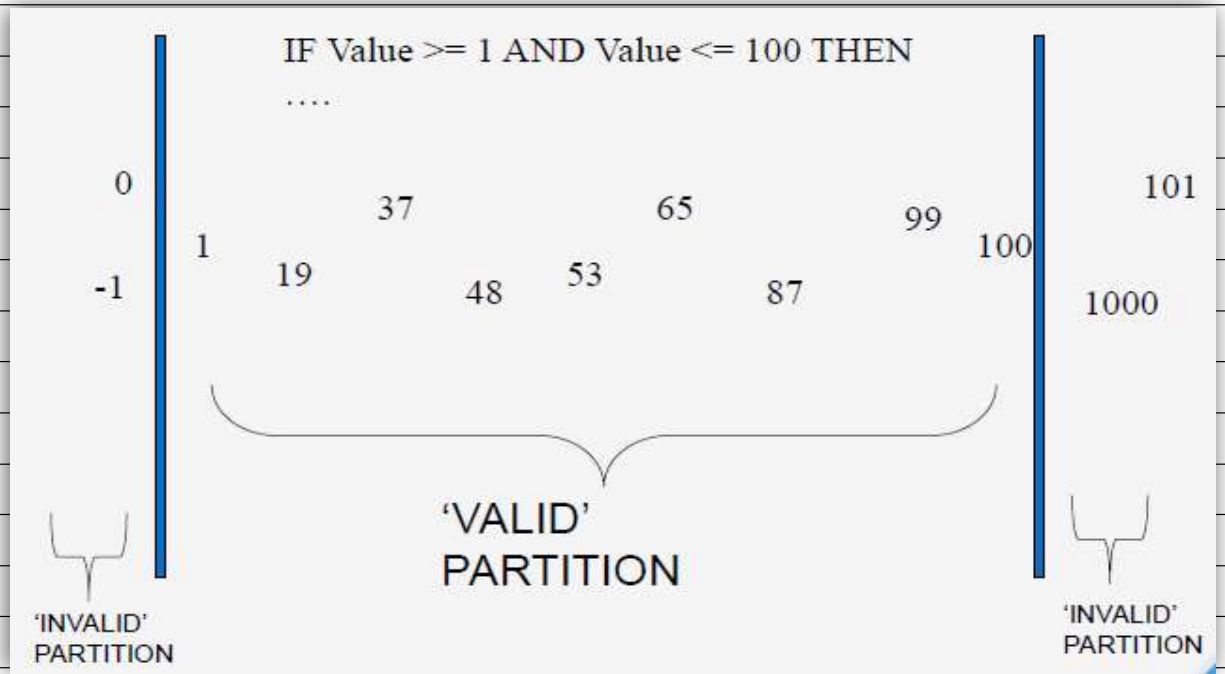 IF Value >= 1 AND Value <= 100 THEN
....
0
101
37
65
99
1
100
19
48
53
87
-1
1000
‘VALID’
PARTITION
‘INVALID’
PARTITION
‘INVALID’
PARTITION